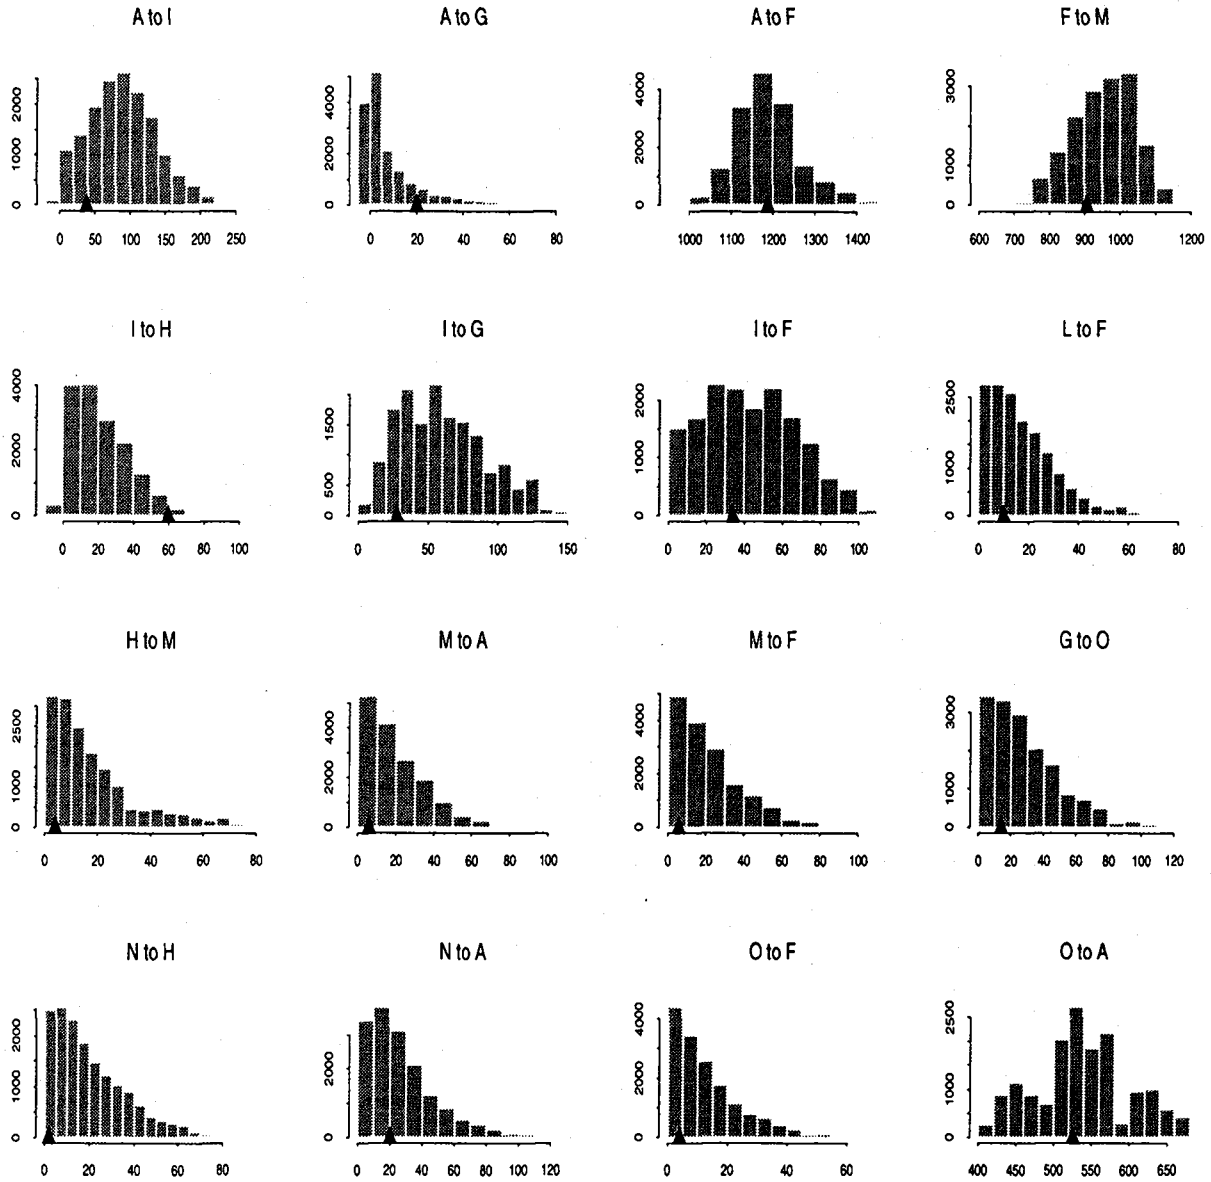 A to I
A to G
A to F
F to M
0 1000 2000
0 50 100 150 200 250
0 2000 4000
0 20 40 60 80
0 2000 4000
1000 1100 1200 1300 1400
0 1000 3000
600 700 800 900 1000 1200
I to H
I to G
I to F
L to F
0 2000 4000
0 20 40 60 80 100
0 500 1500
50 100 150
0 1000 2000
0 20 40 60 80 100
0 1000 2500
0 20 40 60 80
H to M
M to A
M to F
G to O
0 1000 2500
0 20 40 60 80
0 2000 4000
0 20 40 60 80 100
0 2000 4000
0 20 40 60 80 100
0 1000 3000
0 20 40 60 80 100 120
N to H
N to A
O to F
O to A
0 1000 2000
0 20 40 60 80
0 2000
0 20 40 60 80 100 120
0 2000 4000
0 20 40 60
0 1000 2500
400 450 500 550 600 650